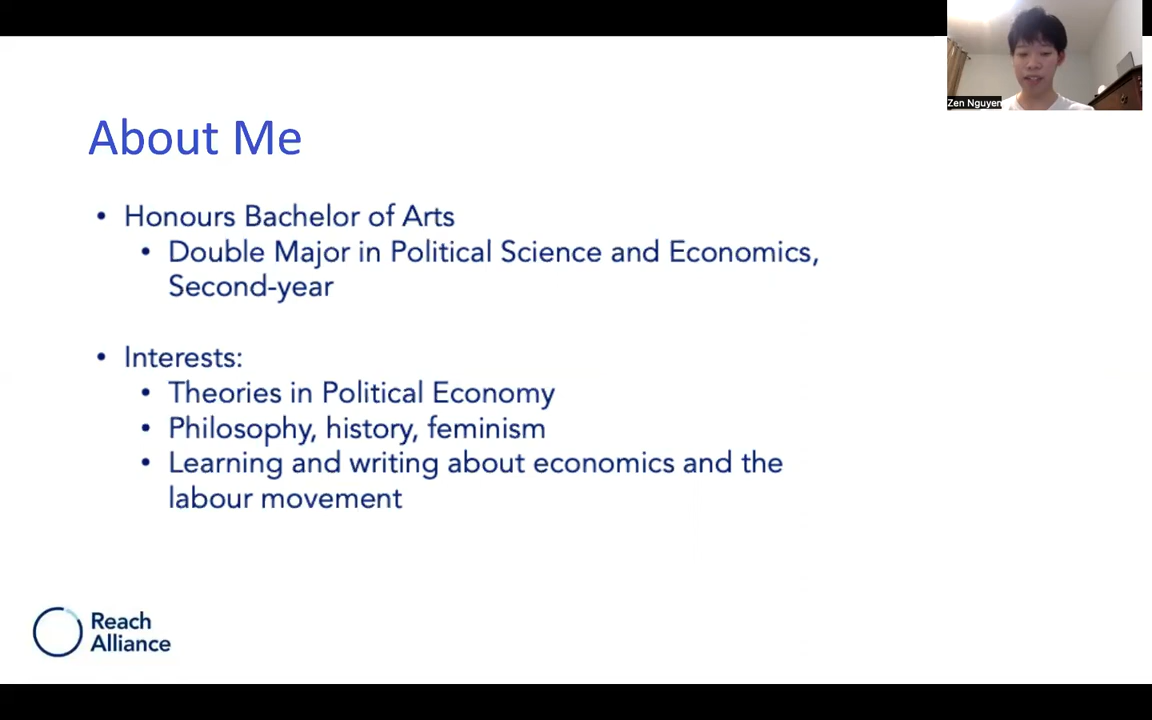 Zen Nguyen
About Me
• Honours Bachelor of Arts
• Double Major in Political Science and Economics,
Second-year
• Interests:
• Theories in Political Economy
• Philosophy, history, feminism
• Learning and writing about economics and the
labour movement
Reach
Alliance